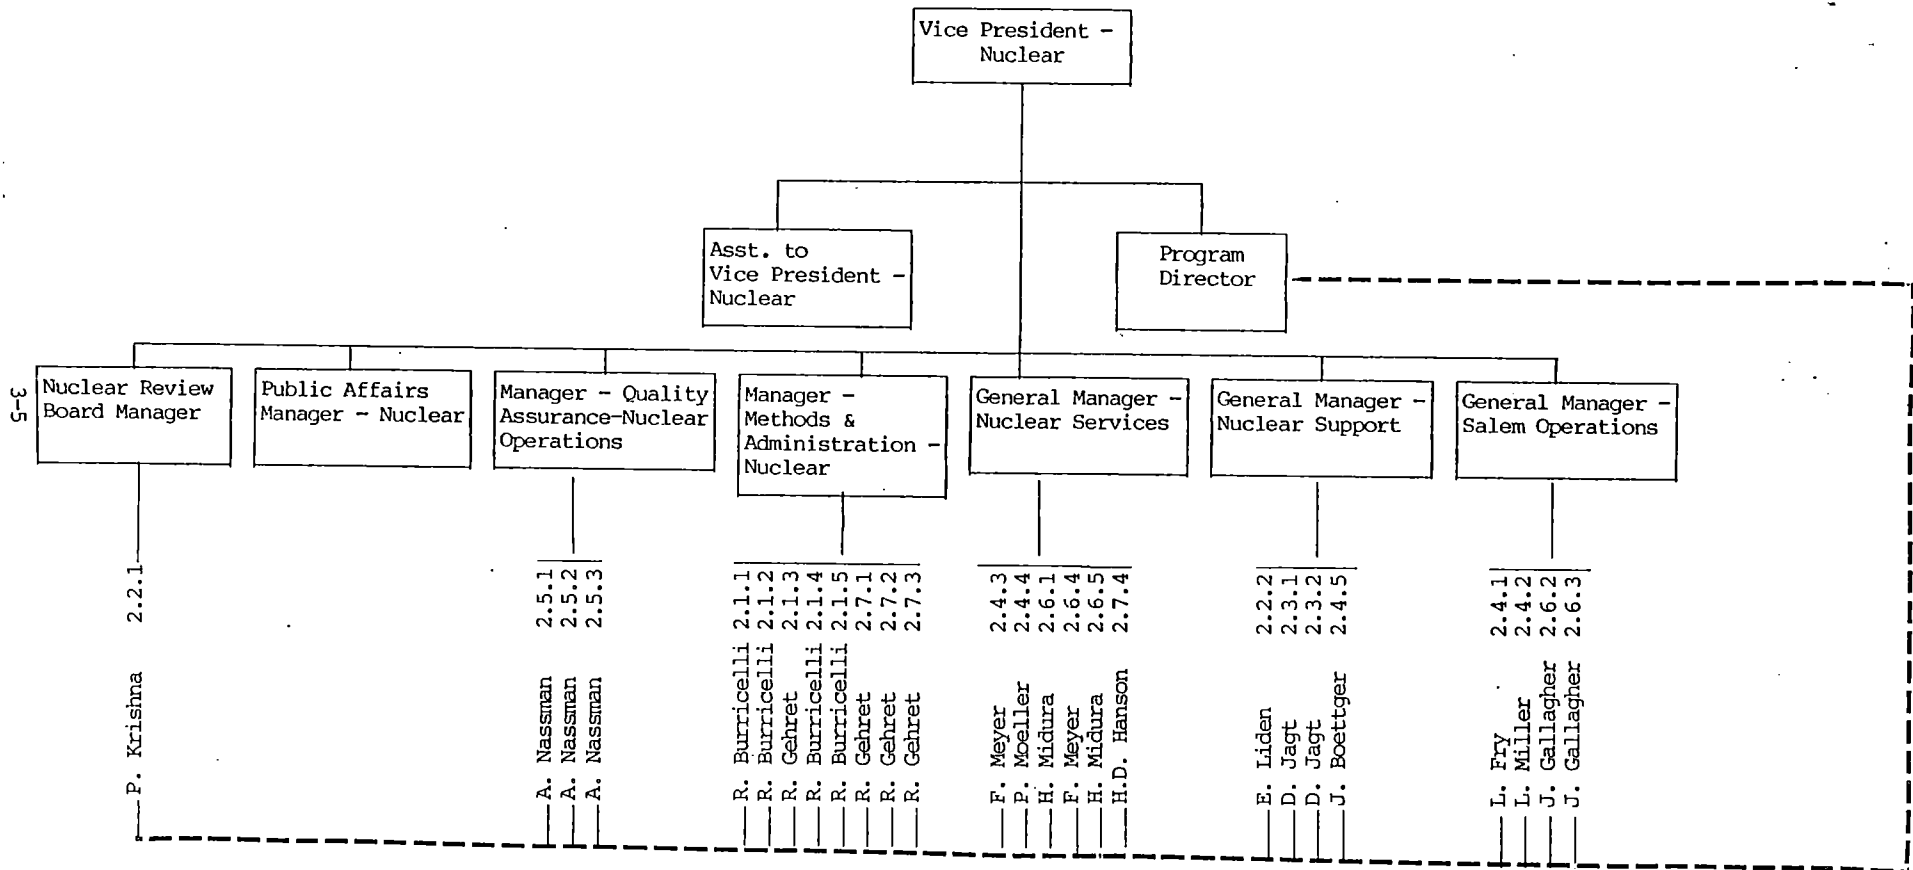 Vice President -
Nuclear
Asst. to
Vice President -
Nuclear
Program
Director
3-5
Nuclear Review
Board Manager
Public Affairs
Manager - Nuclear
Manager - Quality
Assurance-Nuclear
Operations
Manager -
Methods &
Administration -
Nuclear
General Manager -
Nuclear Services
General Manager -
Nuclear Support
General Manager -
Salem Operations
P. Krishna 2.2.1
A. Nassman 2.5.1
A. Nassman 2.5.2
A. Nassman 2.5.3
R. Burricelli 2.1.1
R. Burricelli 2.1.2
R. Gehret 2.1.3
R. Burricelli 2.1.4
R. Burricelli 2.1.5
R. Gehret 2.7.1
R. Gehret 2.7.2
R. Gehret 2.7.3
F. Meyer 2.4.3
P. Moeller 2.4.4
H. Midura 2.6.1
F. Meyer 2.6.4
H. Midura 2.6.5
H.D. Hanson 2.7.4
E. Liden 2.2.2
D. Jagt 2.3.1
D. Jagt 2.3.2
J. Boettger 2.4.5
L. Fry 2.4.1
L. Miller 2.4.2
J. Gallagher 2.6.2
J. Gallagher 2.6.3